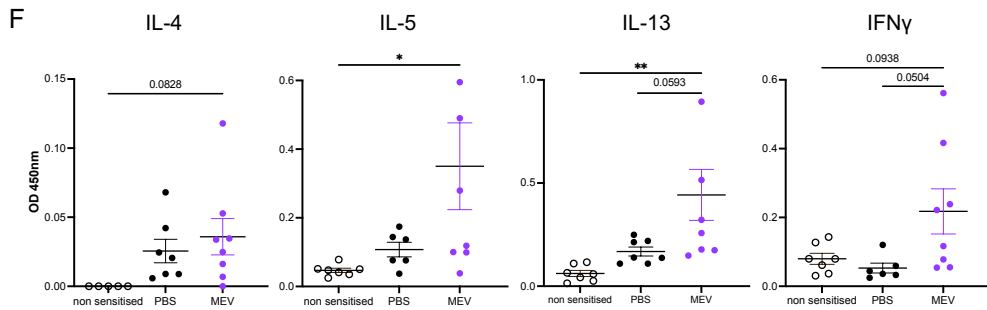 F
IL-4
IL-5
IL-13
IFNγ
OD 450nm
0.15
0.10
0.05
0.00
0.0828
non sensitised
PBS
MEV
0.6
0.4
0.2
0.0
*
non sensitised
PBS
MEV
1.0
0.5
0.0
**
0.0593
non sensitised
PBS
MEV
0.6
0.4
0.2
0.0
0.0938
0.0504
non sensitised
PBS
MEV